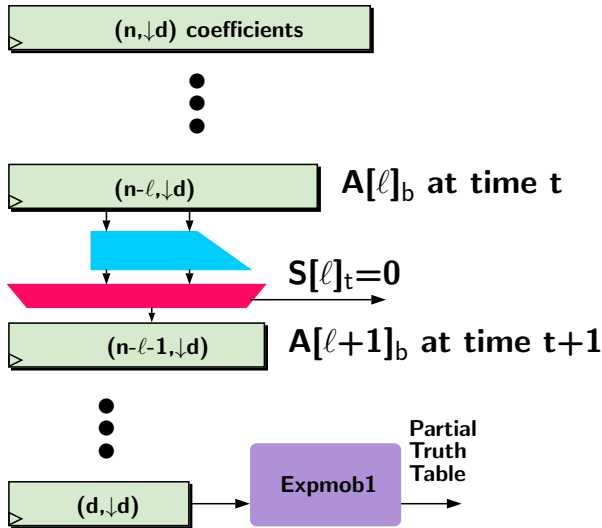 (n,↓d) coefficients
(n-ℓ,↓d)
A[ℓ]b at time t
S[ℓ]t=0
(n-ℓ-1,↓d)
A[ℓ+1]b at time t+1
Partial
Truth
Table
Expmob1
(d,↓d)